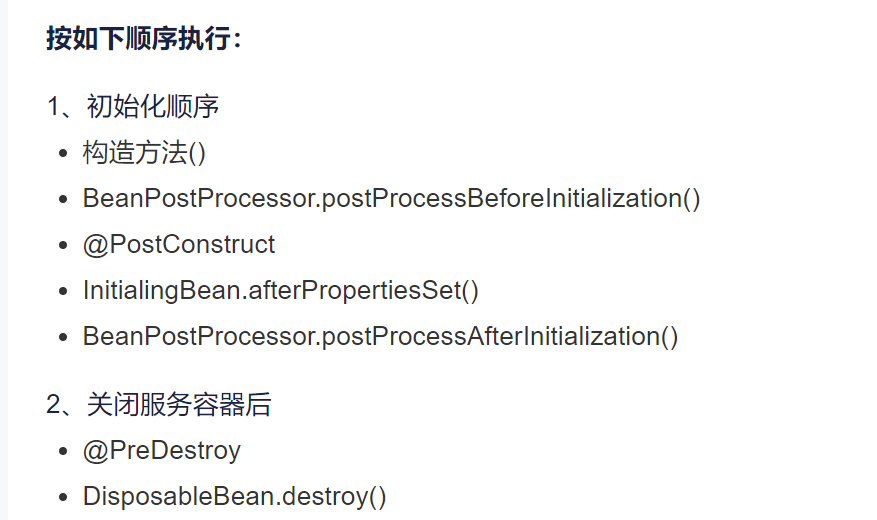 按如下顺序执行：
1、初始化顺序
构造方法()
BeanPostProcessor.postProcessBeforeInitialization()
@PostConstruct
InitialingBean.afterPropertiesSet()
BeanPostProcessor.postProcessAfterInitialization()
2、关闭服务容器后
@PreDestroy
DisposableBean.destroy()